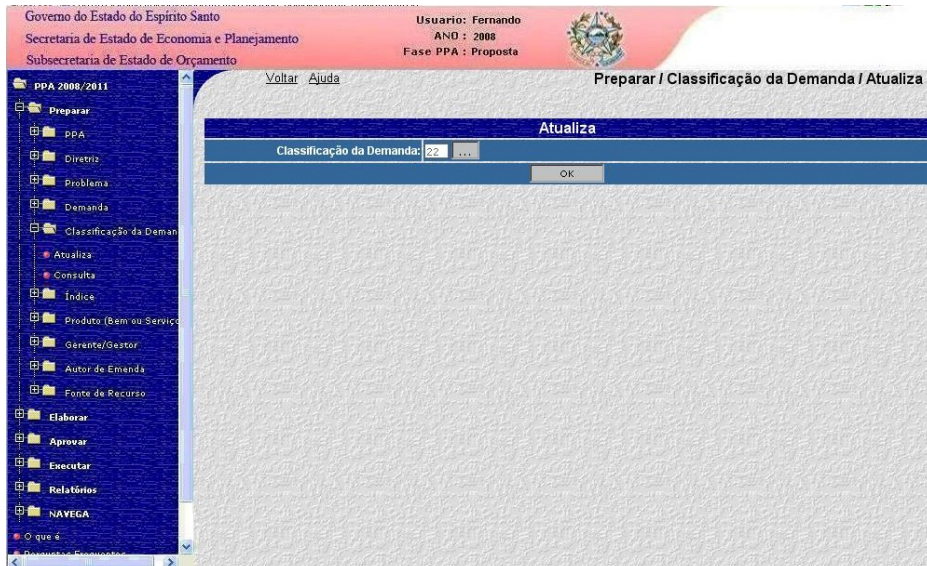 Governo do Estado do Espírito Santo
Secretaria de Estado de Economia e Planejamento
Subsecretaria de Estado de Orçamento
Usuario: Fernando
ANO : 2008
Fase PPA : Proposta
PPA 2008/2011
Preparar
PPA
Diretriz
Problema
Demanda
Classificação da Deman
Atualiza
Consulta
Índice
Produto (Bem ou Serviço
Gerente/Gestor
Autor de Emenda
Fonte de Recurso
Elaborar
Aprovar
Executar
Relatórios
NAVEGA
O que é
Perguntas Frequentes
Voltar Ajuda
Preparar / Classificação da Demanda / Atualiza
Atualiza
Classificação da Demanda: 22 ...
OK